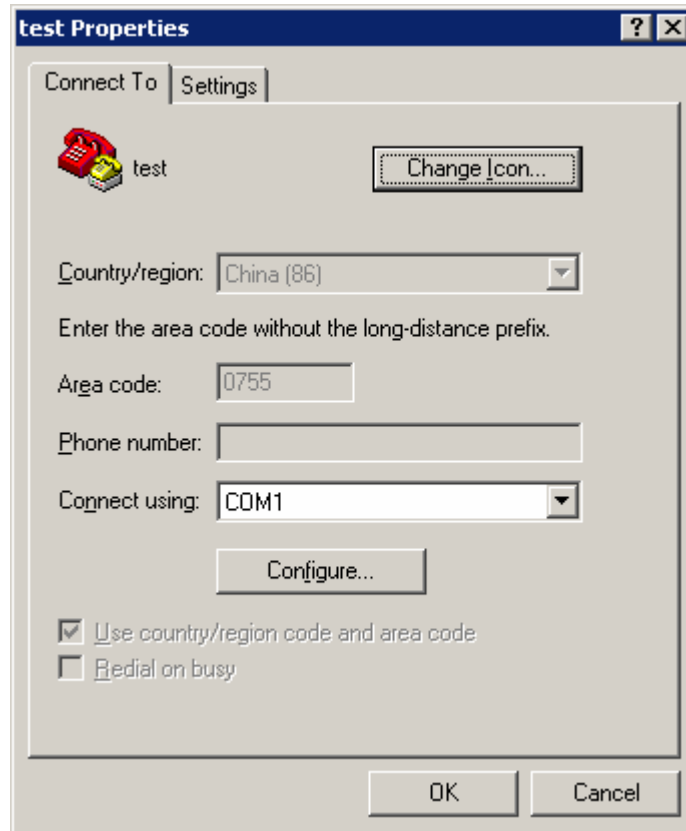 test Properties
Connect To Settings
test Change Icon...
Country/region: China (86)
Enter the area code without the long-distance prefix.
Area code: 0755
Phone number:
Connect using: COM1
Configure...
Use country/region code and area code
Redial on busy
OK Cancel